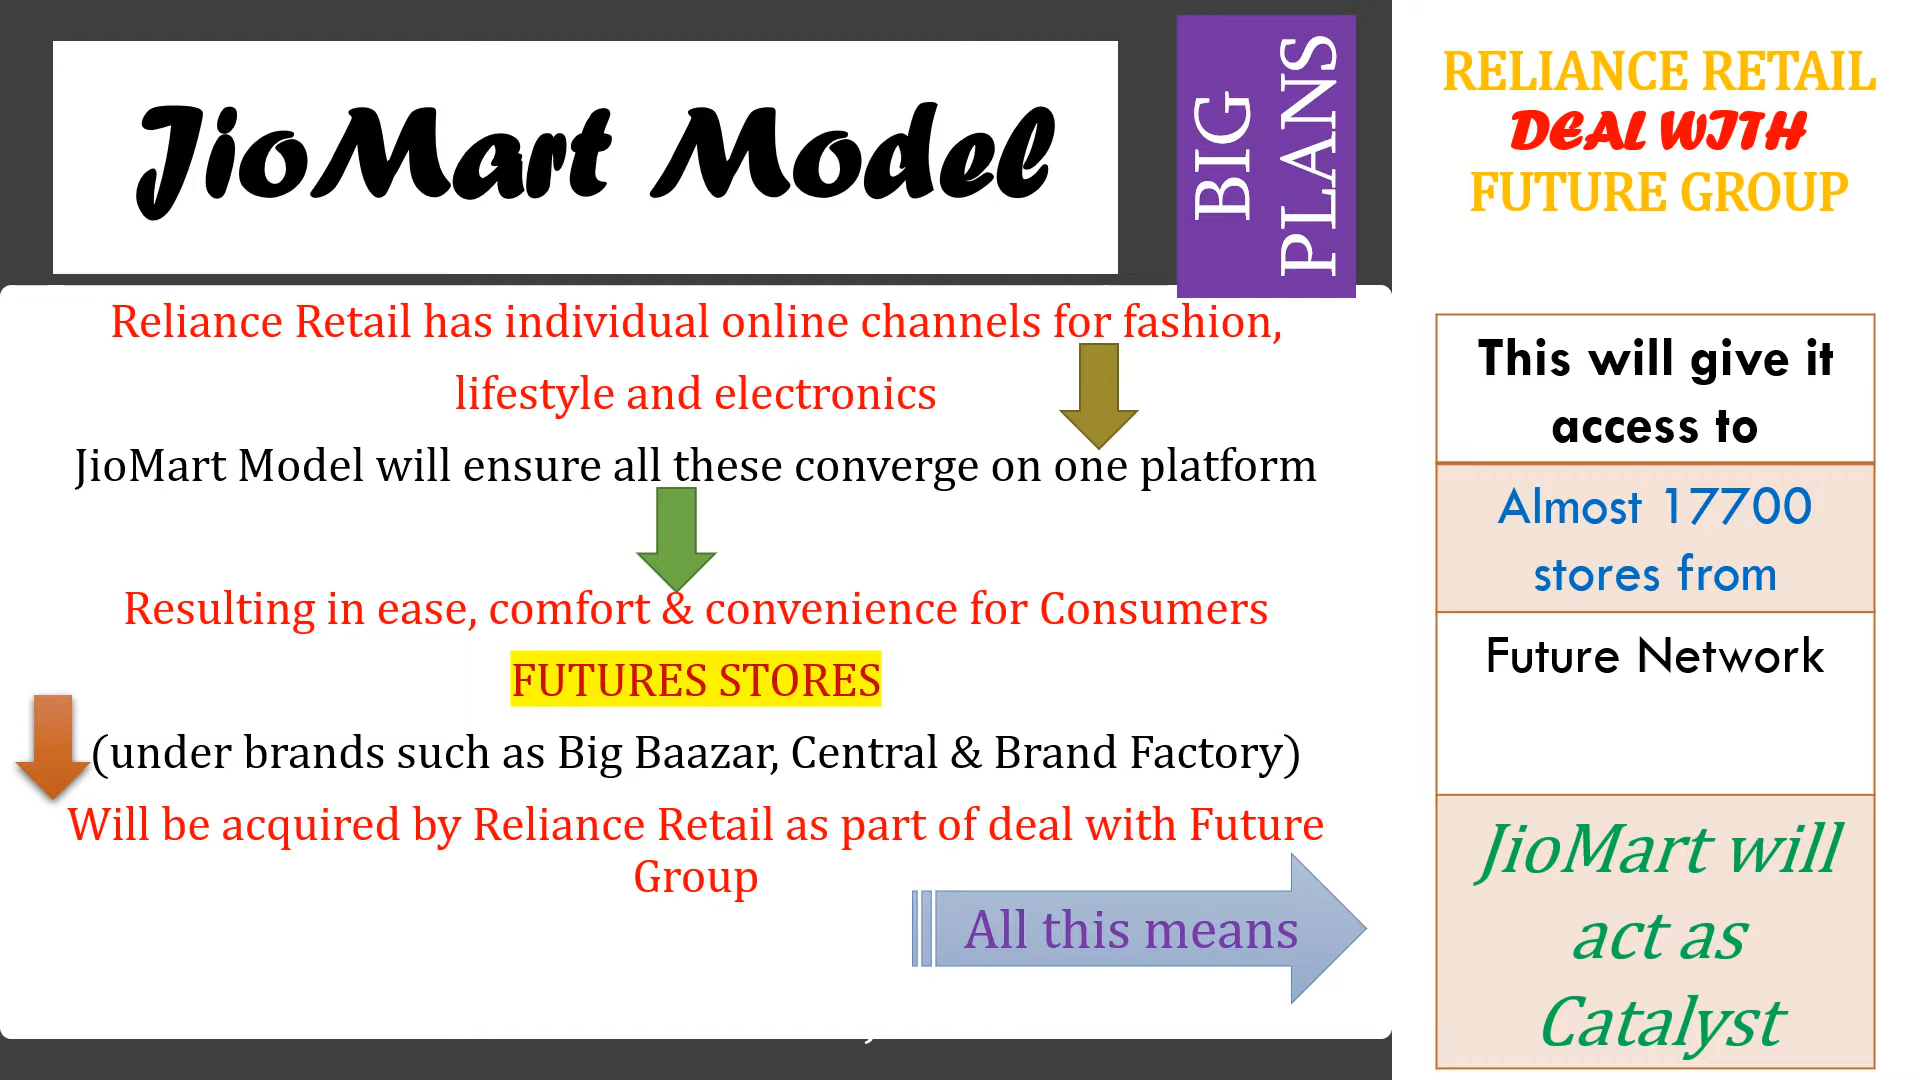 JioMart Model
BIG
PLANS
Reliance Retail has individual online channels for fashion,
lifestyle and electronics
JioMart Model will ensure all these converge on one platform
Resulting in ease, comfort & convenience for Consumers
FUTURES STORES
(under brands such as Big Baazar, Central & Brand Factory)
Will be acquired by Reliance Retail as part of deal with Future
Group
All this means
RELIANCE RETAIL
DEAL WITH
FUTURE GROUP
This will give it
access to
Almost 17700
stores from
Future Network
JioMart will
act as
Catalyst